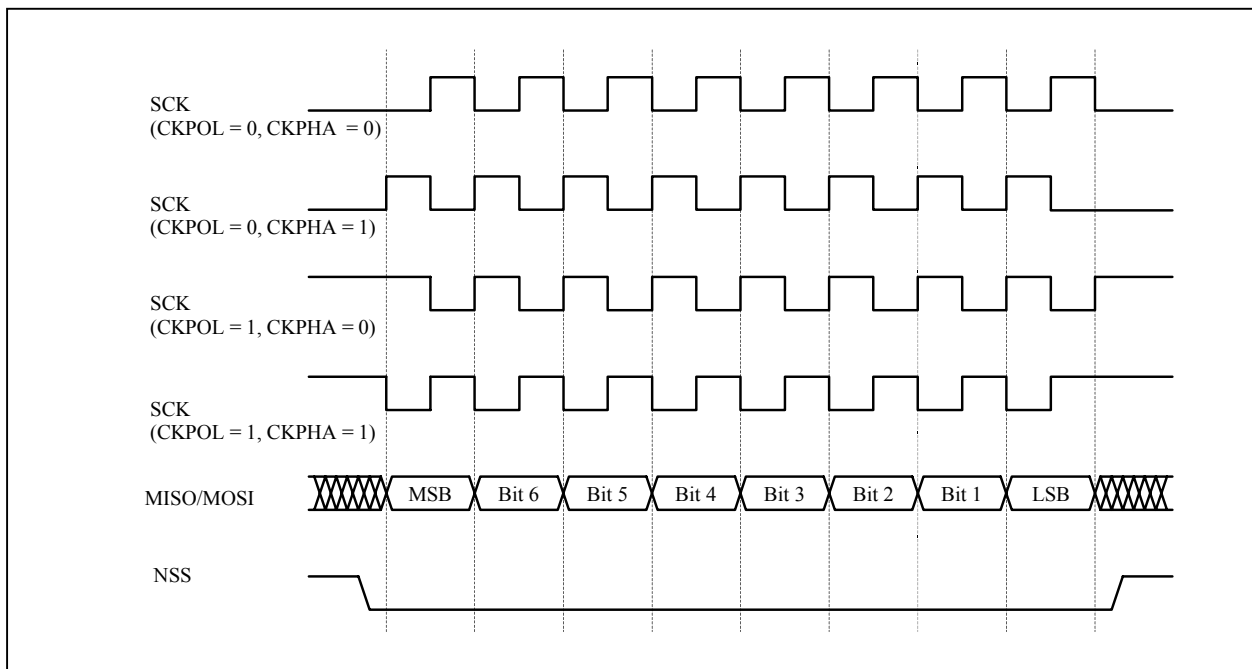 SCK
(CKPOL = 0, CKPHA = 0)
SCK
(CKPOL = 0, CKPHA = 1)
SCK
(CKPOL = 1, CKPHA = 0)
SCK
(CKPOL = 1, CKPHA = 1)
MISO/MOSI MSB Bit 6 Bit 5 Bit 4 Bit 3 Bit 2 Bit 1 LSB
NSS